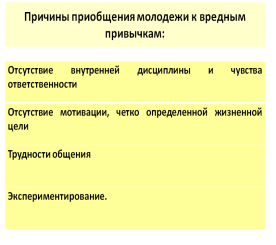 Причины приобщения молодежи к вредным
привычкам:
Отсутствие внутренней дисциплины и чувства
ответственности
Отсутствие мотивации, четко определенной жизненной
цели
Трудности общения
Экспериментирование.